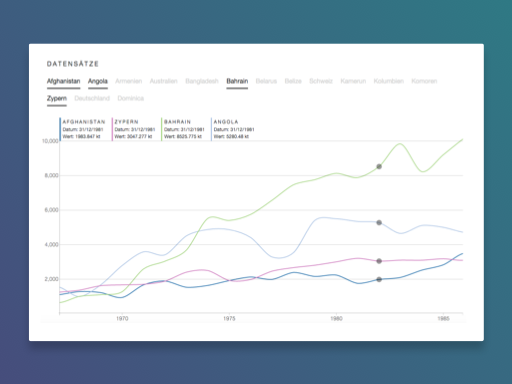 DATENSÄTZE
Afghanistan Angola Armenien Australien Bangladesh Bahrain Belarus Belize Schweiz Kamerun Kolumbien Komoren
Zypern Deutschland Dominica
AFGHANISTAN ZYPERN BAHRAIN ANGOLA
Datum: 31/12/1981 Datum: 31/12/1981 Datum: 31/12/1981 Datum: 31/12/1981
Wert: 1983.847 kt Wert: 3047.277 kt Wert: 8525.775 kt Wert: 5280.48 kt
10,000
8,000
6,000
4,000
2,000
1970 1975 1980 1985